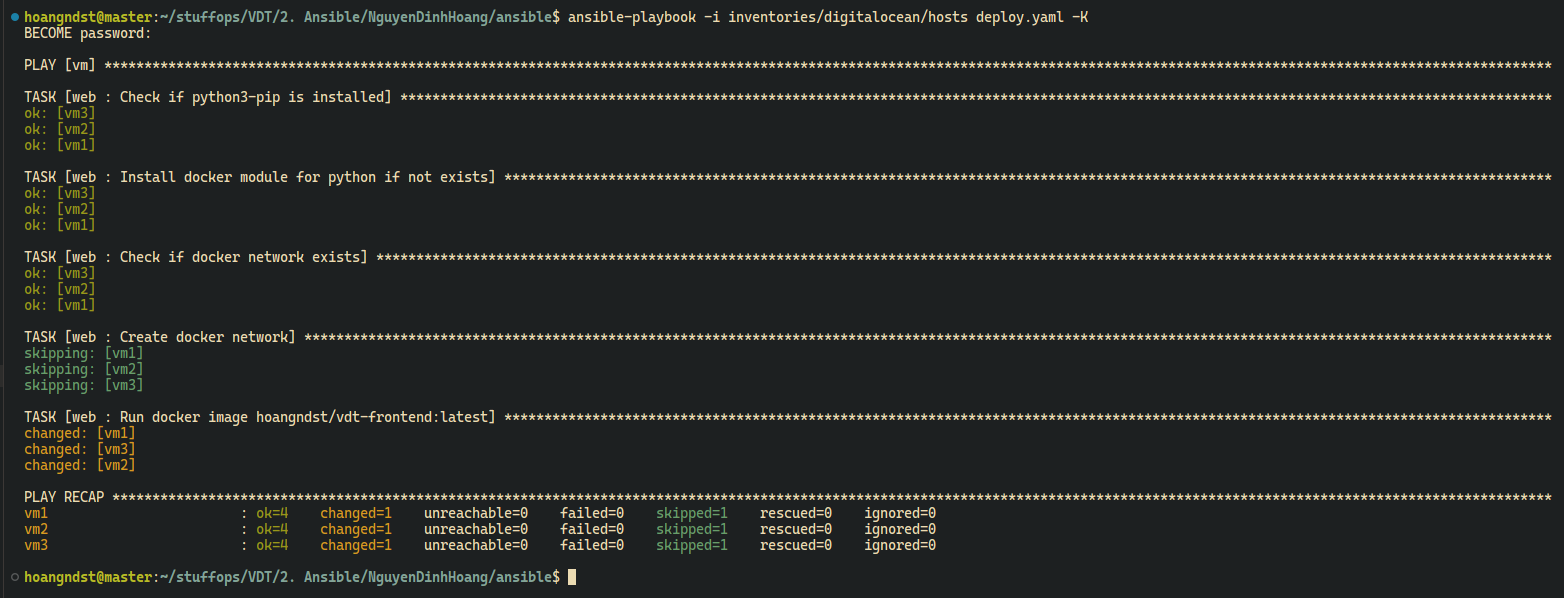 hoangndst@master:~/stuffops/VDT/2. Ansible/NguyenDinhHoang/ansible$ ansible-playbook -i inventories/digitalocean/hosts deploy.yaml -K
BECOME password:
PLAY [vm] *********************************************************************************************************************************************************************************
TASK [web : Check if python3-pip is installed] ************************************************************************************************************************************************
ok: [vm3]
ok: [vm2]
ok: [vm1]
TASK [web : Install docker module for python if not exists] ***********************************************************************************************************************************
ok: [vm3]
ok: [vm2]
ok: [vm1]
TASK [web : Check if docker network exists] ***************************************************************************************************************************************************
ok: [vm3]
ok: [vm2]
ok: [vm1]
TASK [web : Create docker network] ************************************************************************************************************************************************************
skipping: [vm1]
skipping: [vm2]
skipping: [vm3]
TASK [web : Run docker image hoangndst/vdt-frontend:latest] ***********************************************************************************************************************************
changed: [vm1]
changed: [vm3]
changed: [vm2]
PLAY RECAP ************************************************************************************************************************************************************************************
vm1 : ok=4 changed=1 unreachable=0 failed=0 skipped=1 rescued=0 ignored=0
vm2 : ok=4 changed=1 unreachable=0 failed=0 skipped=1 rescued=0 ignored=0
vm3 : ok=4 changed=1 unreachable=0 failed=0 skipped=1 rescued=0 ignored=0
hoangndst@master:~/stuffops/VDT/2. Ansible/NguyenDinhHoang/ansible$